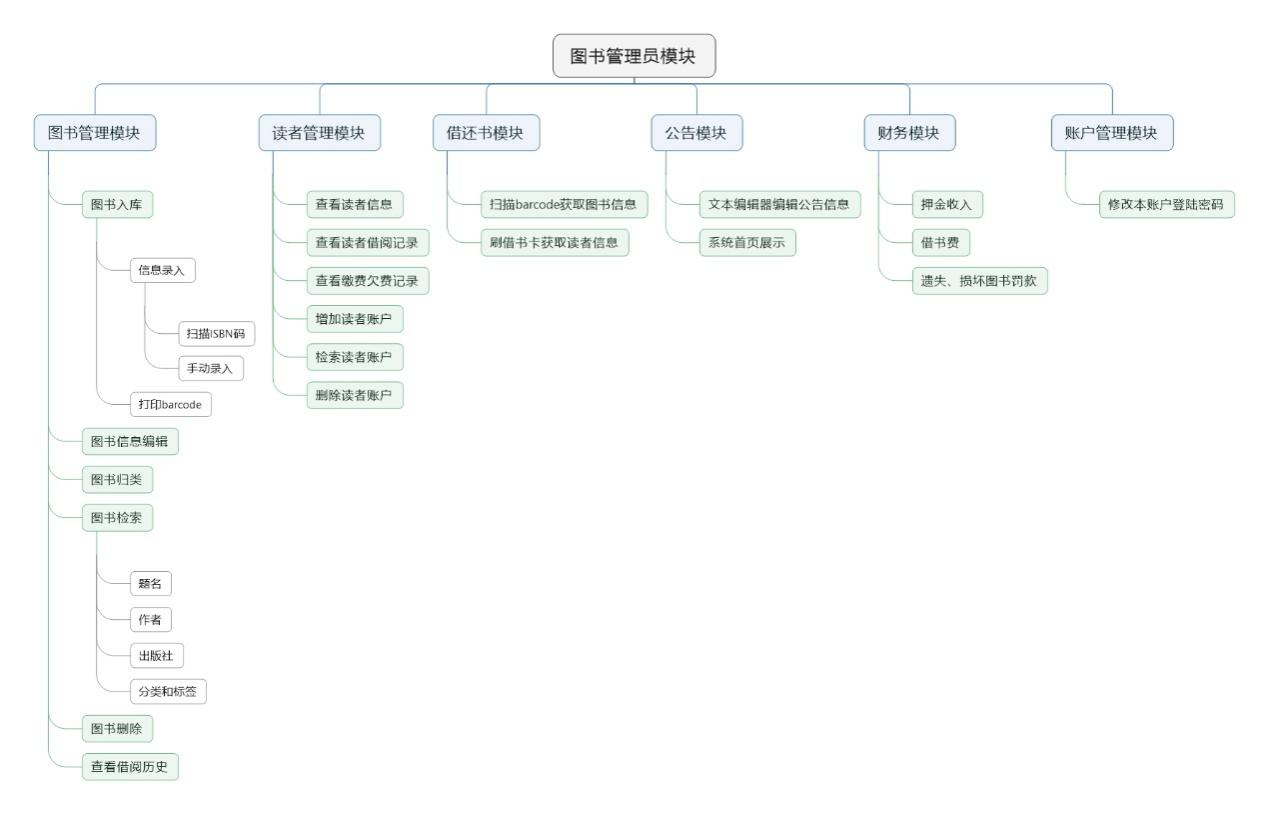 图书管理员模块
图书管理模块
读者管理模块
借还书模块
公告模块
财务模块
账户管理模块
图书入库
信息录入
扫描ISBN码
手动录入
打印barcode
图书信息编辑
图书归类
图书检索
题名
作者
出版社
分类和标签
图书删除
查看借阅历史
查看读者信息
查看读者借阅记录
查看缴费欠费记录
增加读者账户
检索读者账户
删除读者账户
扫描barcode获取图书信息
刷借书卡获取读者信息
文本编辑器编辑公告信息
系统首页展示
押金收入
借书费
遗失、损坏图书罚款
修改本账户登陆密码